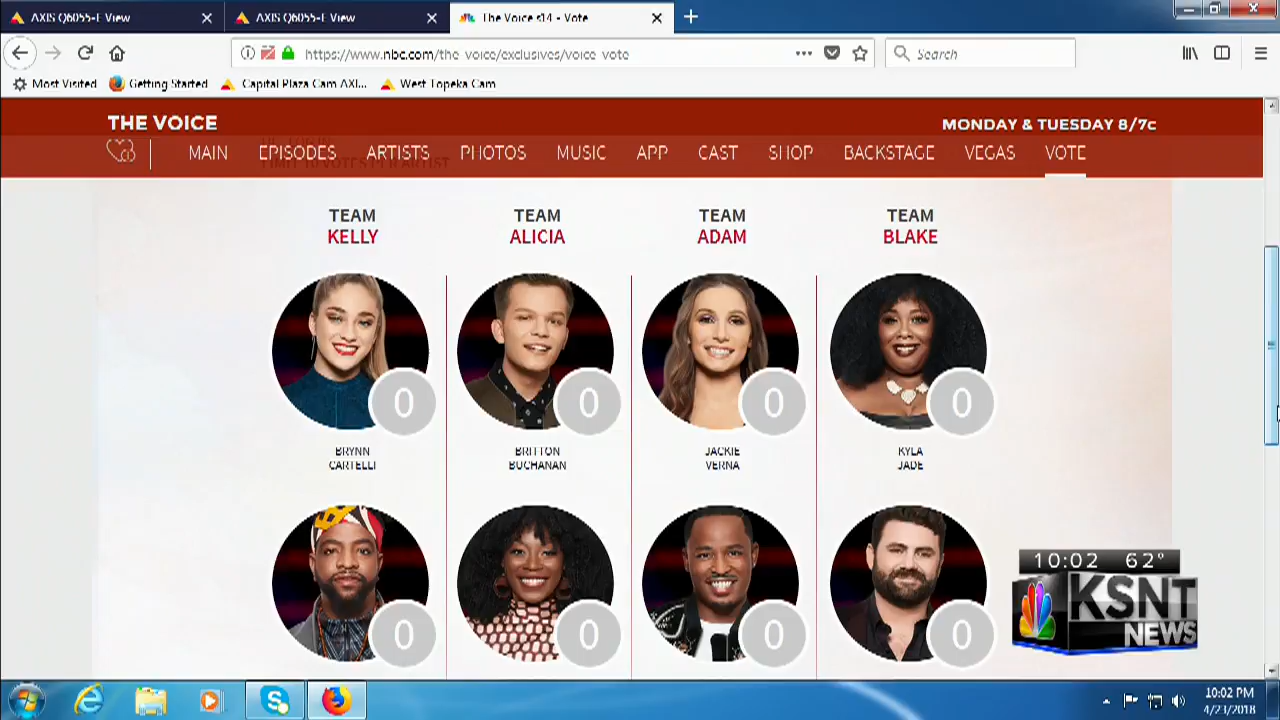 AXIS Q6055-E View
AXIS Q6055-E View
The Voice s14 - Vote
https://www.nbc.com/the_voice/exclusives/voice_vote
Search
Most Visited
Getting Started
Capital Plaza Cam AXI...
West Topeka Cam
THE VOICE
MONDAY & TUESDAY 8/7c
MAIN
EPISODES
ARTISTS
PHOTOS
MUSIC
APP
CAST
SHOP
BACKSTAGE
VEGAS
VOTE
TEAM
KELLY
TEAM
ALICIA
TEAM
ADAM
TEAM
BLAKE
0
0
0
0
BRYNN
CARTELLI
BRITTON
BUCHANAN
JACKIE
VERNA
KYLA
JADE
0
0
0
0
10:02 62°
KSNT
NEWS
10:02 PM
4/23/2018